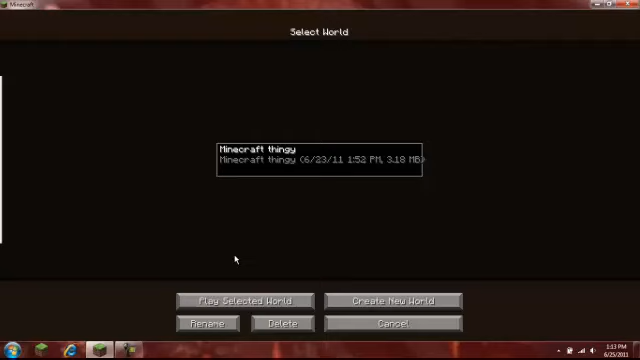 Minecraft
Select World
Minecraft thingy
Minecraft thingy (6/23/11 1:52 PM, 3.18 MB)
Play Selected World
Create New World
Rename
Delete
Cancel
1:13 PM
6/25/2011